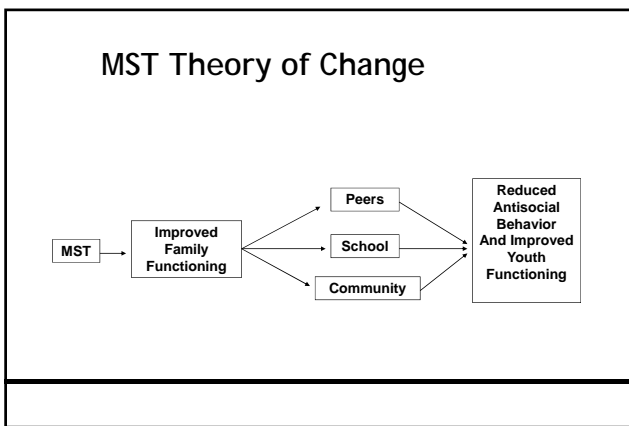 MST Theory of Change
MST
Improved
Family
Functioning
Peers
School
Community
Reduced
Antisocial
Behavior
And Improved
Youth
Functioning